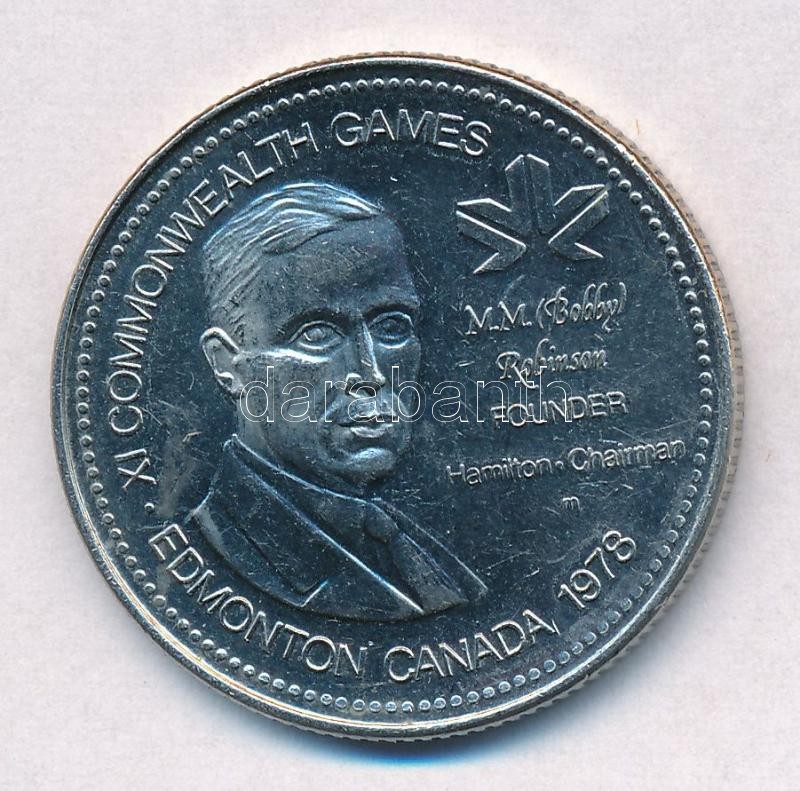 · XI COMMONWEALTH GAMES
M.M. (Bobby)
Robinson
FOUNDER
Hamilton · Chairman
m
EDMONTON CANADA 1978
darabanth